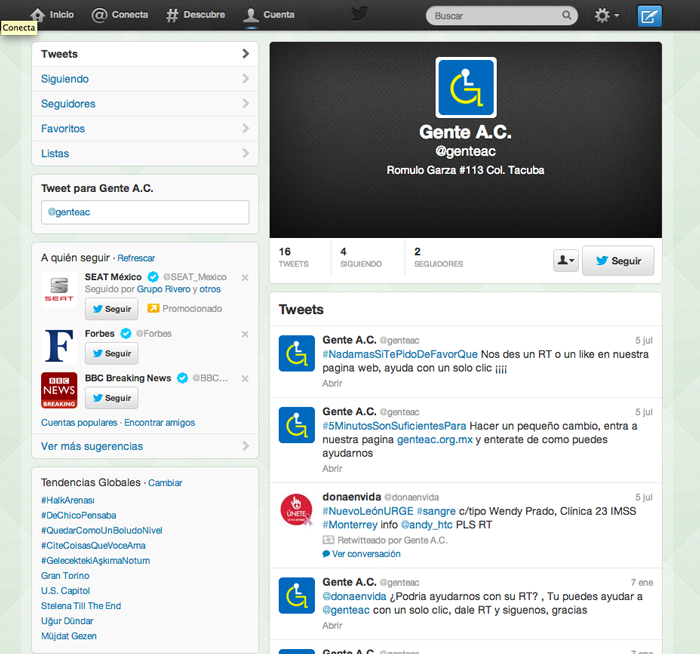 Inicio
Conecta
Descubre
Cuenta
Buscar
Conecta
Tweets
Siguiendo
Seguidores
Favoritos
Listas
Tweet para Gente A.C.
@genteac
A quién seguir · Refrescar
SEAT
SEAT México @SEAT_Mexico
Seguido por Grupo Rivero y otros
Seguir
Promocionado
F
Forbes @Forbes
Seguir
BBC
NEWS
BREAKING
BBC Breaking News @BBC...
Seguir
Cuentas populares · Encontrar amigos
Ver más sugerencias
Tendencias Globales · Cambiar
#HalkArenası
#DeChicoPensaba
#QuedarComoUnBoludoNivel
#CiteCoisasQueVoceAma
#GelecektekiAşkımaNotum
Gran Torino
U.S. Capitol
Stelena Till The End
Uğur Dündar
Müjdat Gezen
Gente A.C.
@genteac
Romulo Garza #113 Col. Tacuba
16
TWEETS
4
SIGUIENDO
2
SEGUIDORES
Seguir
Tweets
Gente A.C. @genteac 5 jul
#NadamasSiTePidoDeFavorQue Nos des un RT o un like en nuestra
pagina web, ayuda con un solo clic ¡¡¡¡
Abrir
Gente A.C. @genteac 5 jul
#5MinutosSonSuficientesPara Hacer un pequeño cambio, entra a
nuestra pagina genteac.org.mx y enterate de como puedes
ayudarnos
Abrir
ÚNETE
donaenvida @donaenvida 5 jul
#NuevoLeónURGE #sangre c/tipo Wendy Prado, Clínica 23 IMSS
#Monterrey info @andy_htc PLS RT
Retwitteado por Gente A.C.
Ver conversación
Gente A.C. @genteac 7 ene
@donaenvida ¿Podria ayudarnos con su RT? , Tu puedes ayudar a
@genteac con un solo clic, dale RT y siguenos, gracias
Abrir
Gente A.C. @genteac 7 ene